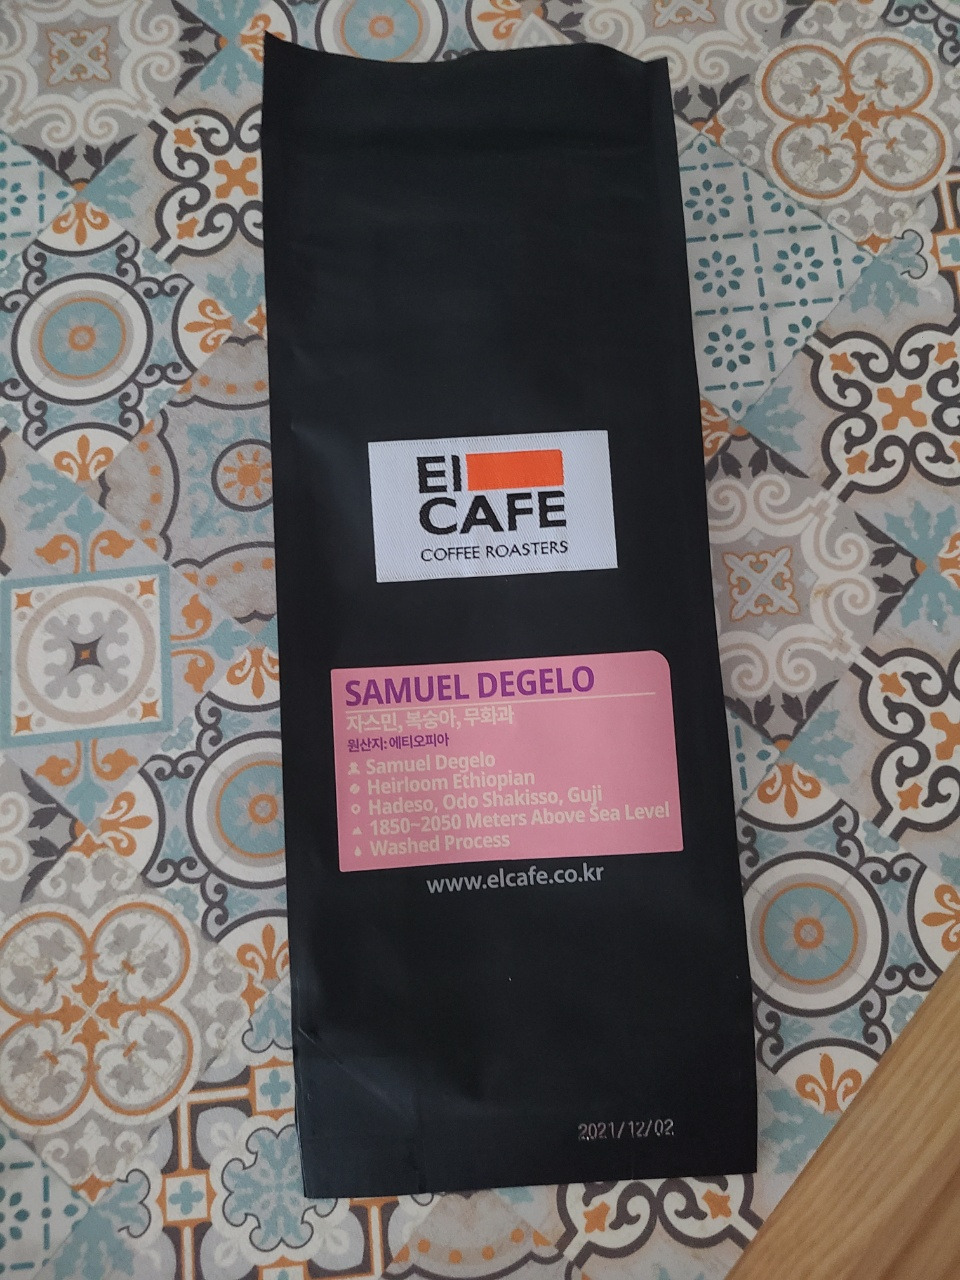 El
CAFE
COFFEE ROASTERS
SAMUEL DEGELO
자스민, 복숭아, 무화과
원산지: 에티오피아
Samuel Degelo
Heirloom Ethiopian
Hadeso, Odo Shakisso, Guji
1850~2050 Meters Above Sea Level
Washed Process
www.elcafe.co.kr
2021/12/02